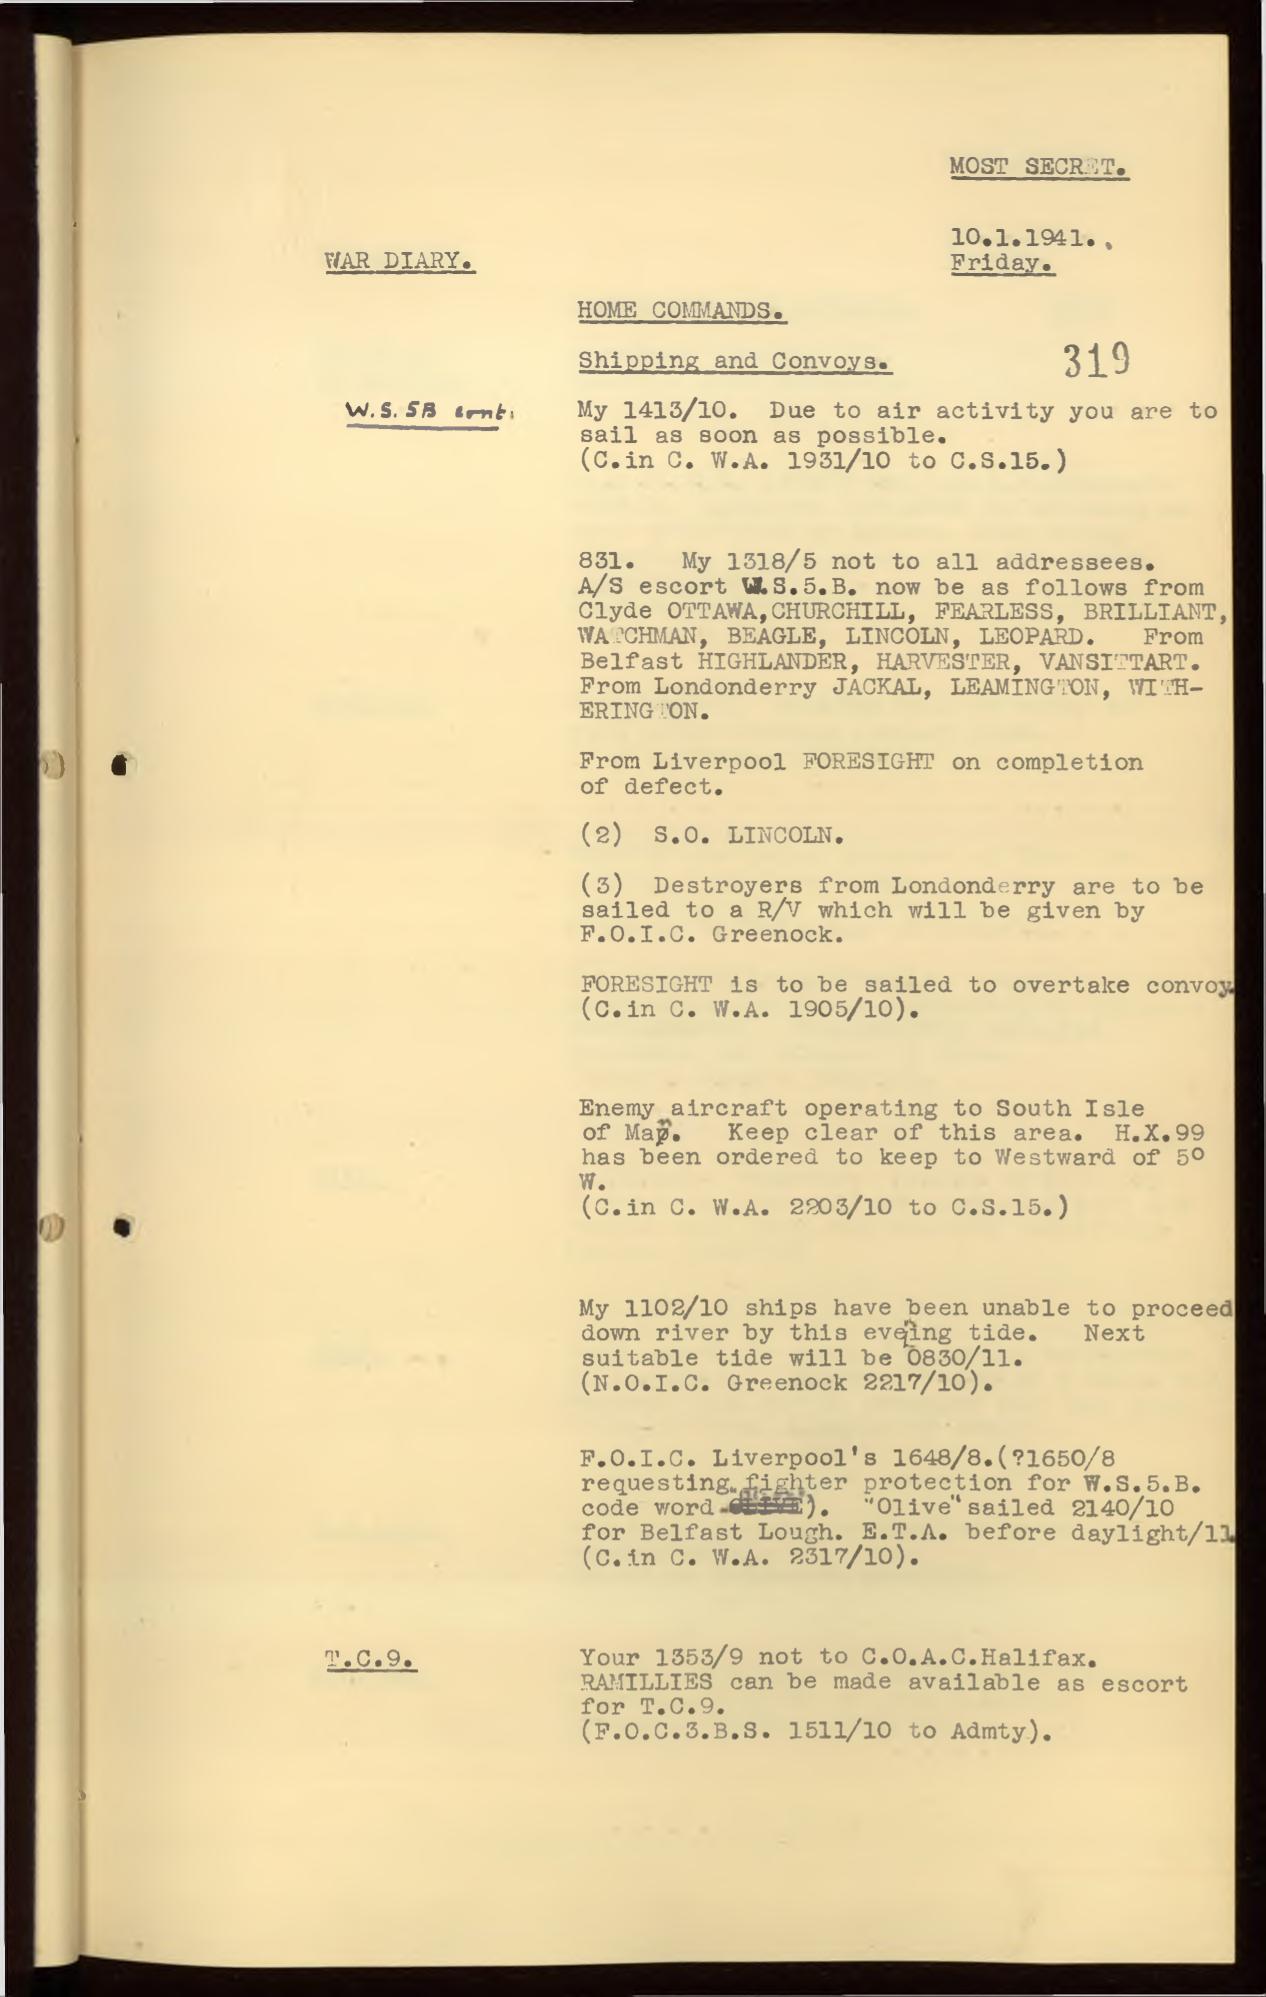 MOST SECRET.
10.1.1941.
WAR DIARY.
Friday.
HOME COMMANDS.
Shipping and Convoys.
319
W.S. 5B cont.
My 1413/10. Due to air activity you are to
sail as soon as possible.
(C.in C. W.A. 1931/10 to C.S.15.)
831. My 1318/5 not to all addressees.
A/S escort W.S.5.B. now be as follows from
Clyde OTTAWA,CHURCHILL, FEARLESS, BRILLIANT,
WATCHMAN, BEAGLE, LINCOLN, LEOPARD. From
Belfast HIGHLANDER, HARVESTER, VANSITTART.
From Londonderry JACKAL, LEAMINGTON, WITH-
ERINGTON.
From Liverpool FORESIGHT on completion
of defect.
(2) S.O. LINCOLN.
(3) Destroyers from Londonderry are to be
sailed to a R/V which will be given by
F.O.I.C. Greenock.
FORESIGHT is to be sailed to overtake convoy.
(C.in C. W.A. 1905/10).
Enemy aircraft operating to South Isle
of Man. Keep clear of this area. H.X.99
has been ordered to keep to Westward of 5°
W.
(C.in C. W.A. 2203/10 to C.S.15.)
My 1102/10 ships have been unable to proceed
down river by this evening tide. Next
suitable tide will be 0830/11.
(N.O.I.C. Greenock 2217/10).
F.O.I.C. Liverpool's 1648/8.(?1650/8
requesting fighter protection for W.S.5.B.
code word OLIVE). "Olive" sailed 2140/10
for Belfast Lough. E.T.A. before daylight/11.
(C.in C. W.A. 2317/10).
T.C.9.
Your 1353/9 not to C.O.A.C.Halifax.
RAMILLIES can be made available as escort
for T.C.9.
(F.O.C.3.B.S. 1511/10 to Admty).